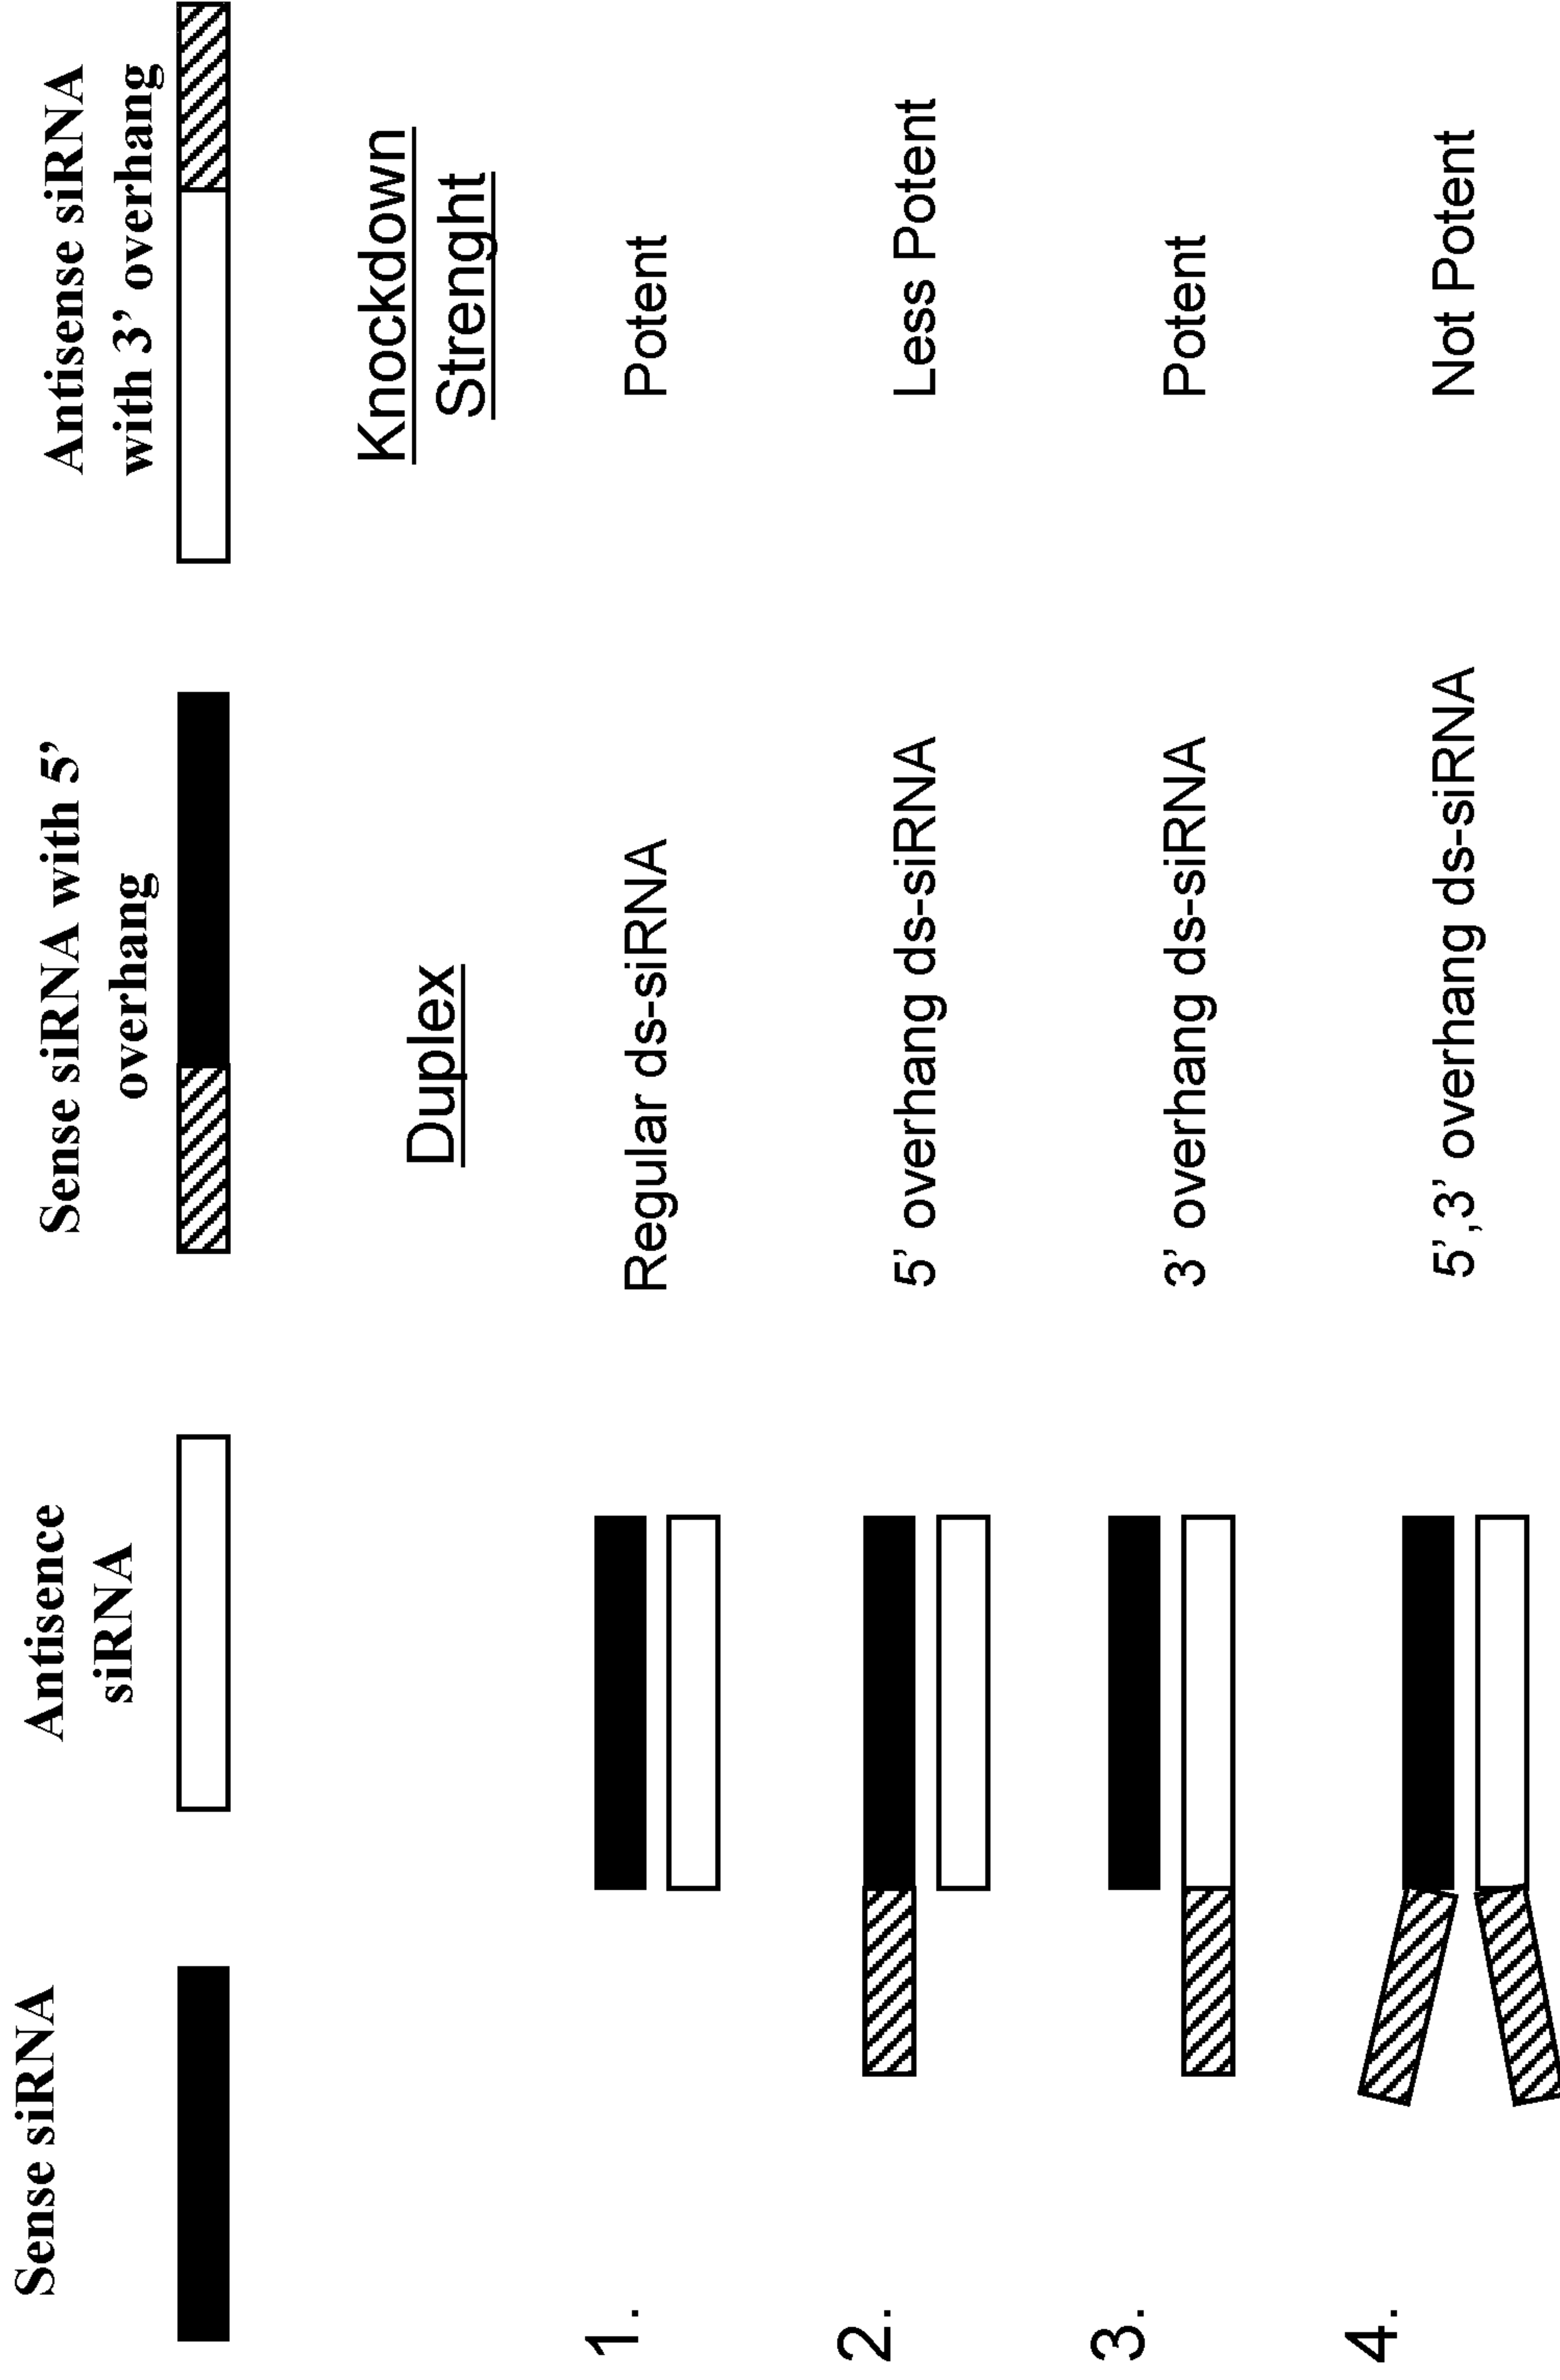 Sense siRNA
Antisence
siRNA
Sense siRNA with 5’
overhang
Antisense siRNA
with 3’ overhang
Duplex
Knockdown
Strenght
1.
Regular ds-siRNA
Potent
2.
5’ overhang ds-siRNA
Less Potent
3.
3’ overhang ds-siRNA
Potent
4.
5’,3’ overhang ds-siRNA
Not Potent